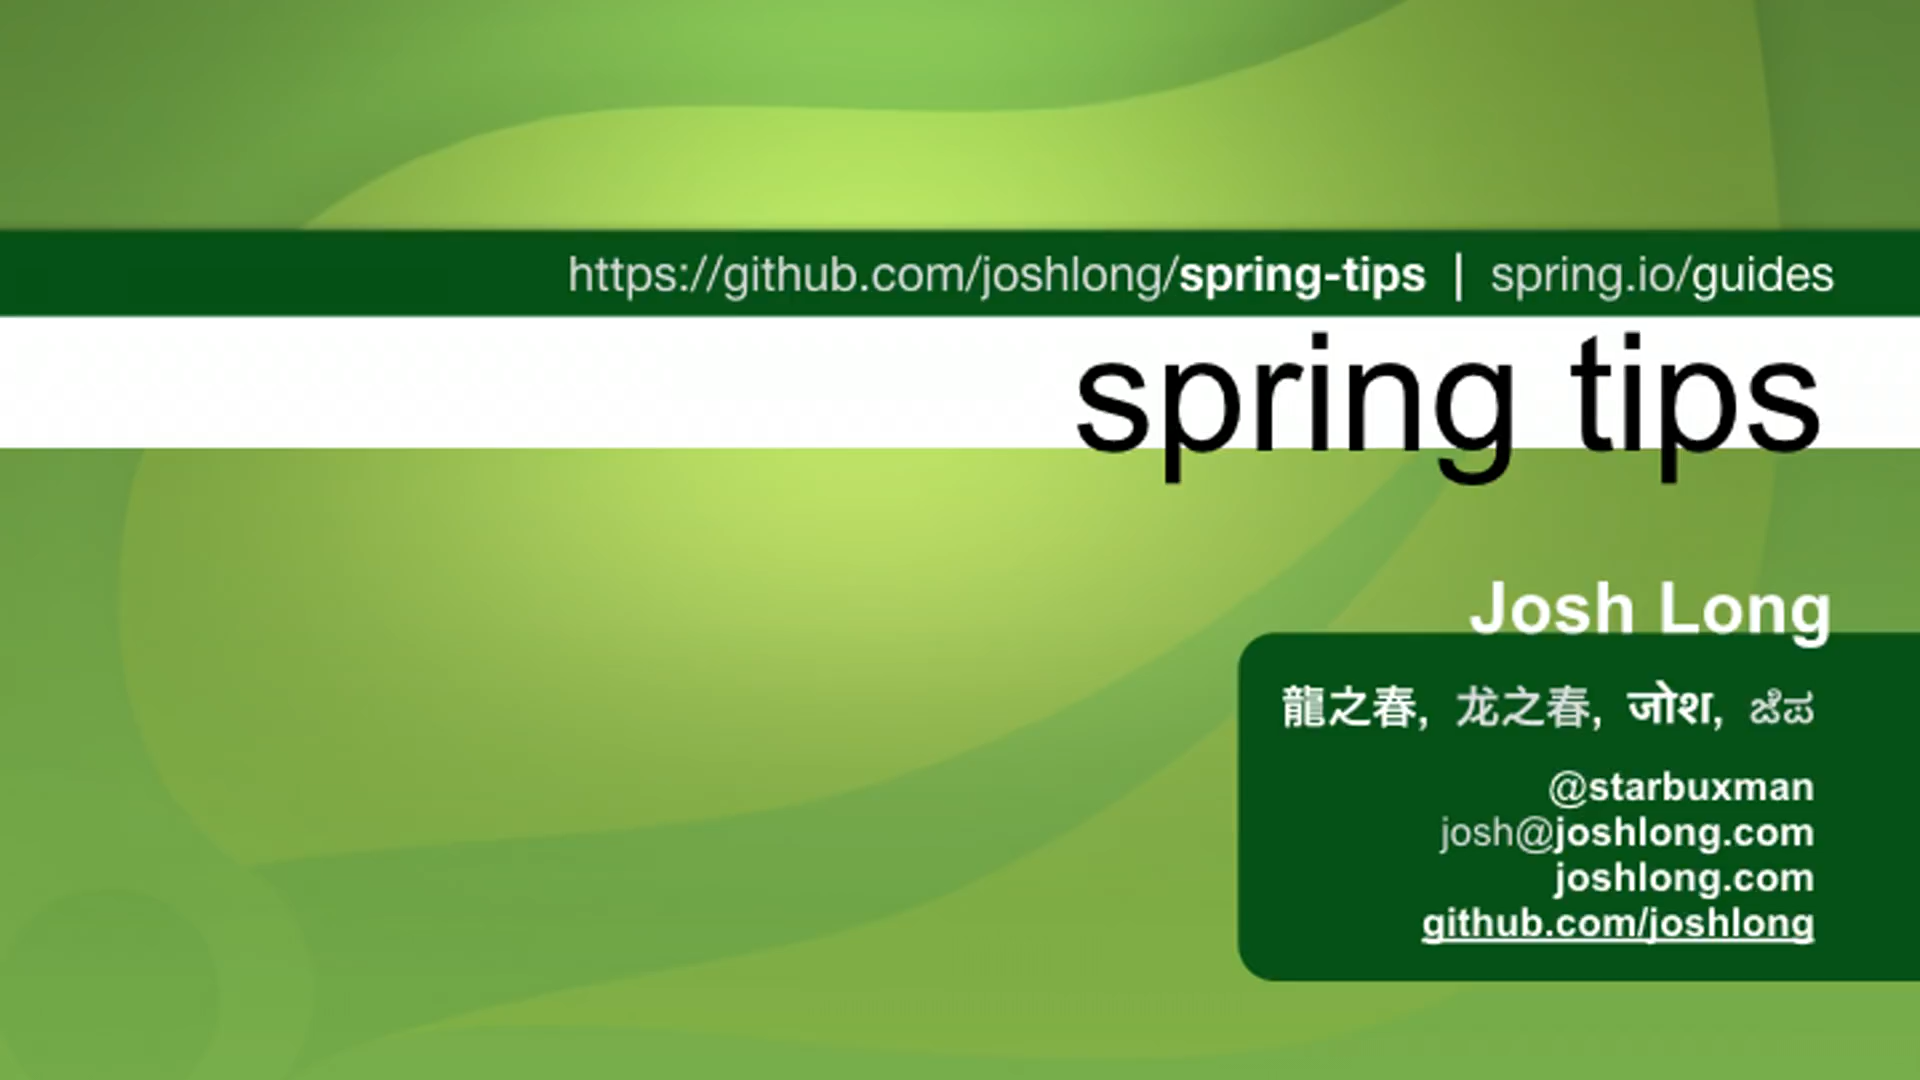 https://github.com/joshlong/spring-tips | spring.io/guides
spring tips
Josh Long
龍之春, 龙之春, जोश, ಜೆಪ
@starbuxman
josh@joshlong.com
joshlong.com
github.com/joshlong